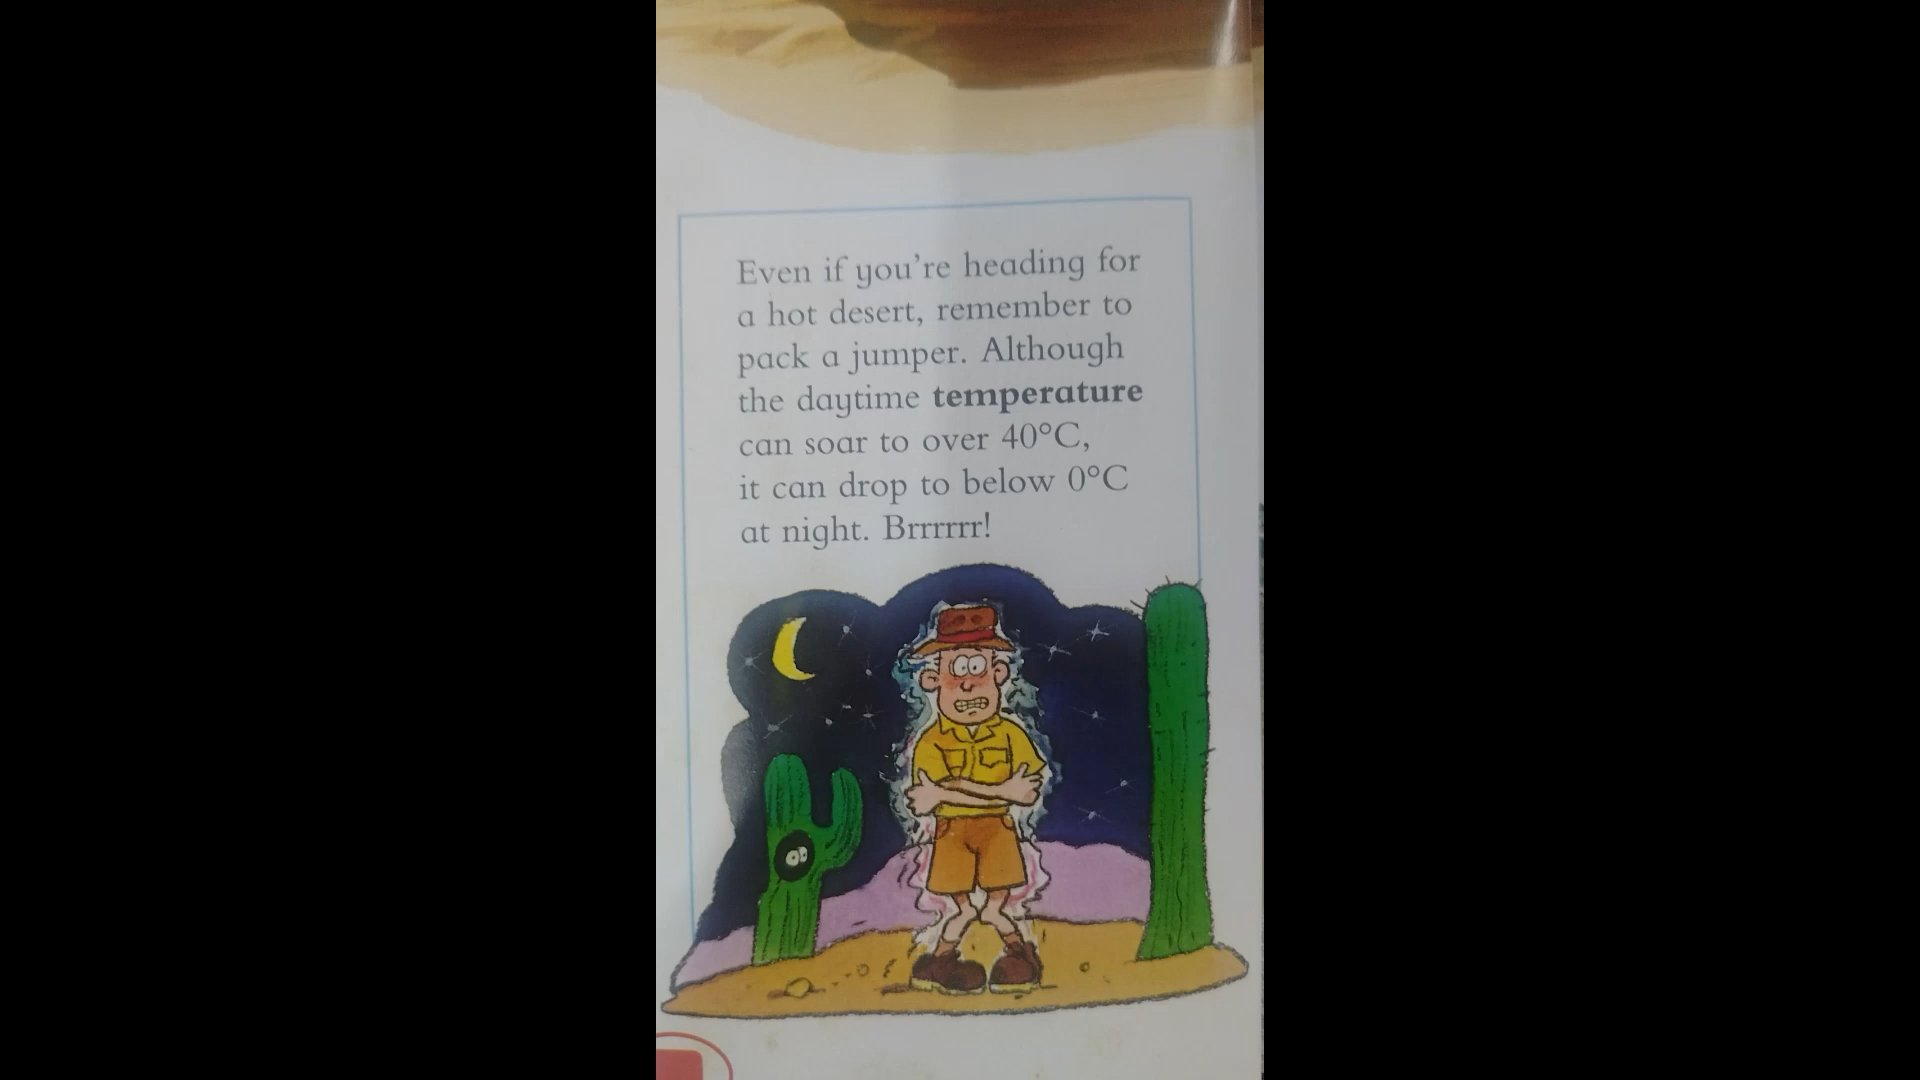 Even if you're heading for
a hot desert, remember to
pack a jumper. Although
the daytime temperature
can soar to over 40°C,
it can drop to below 0°C
at night. Brrrrrr!